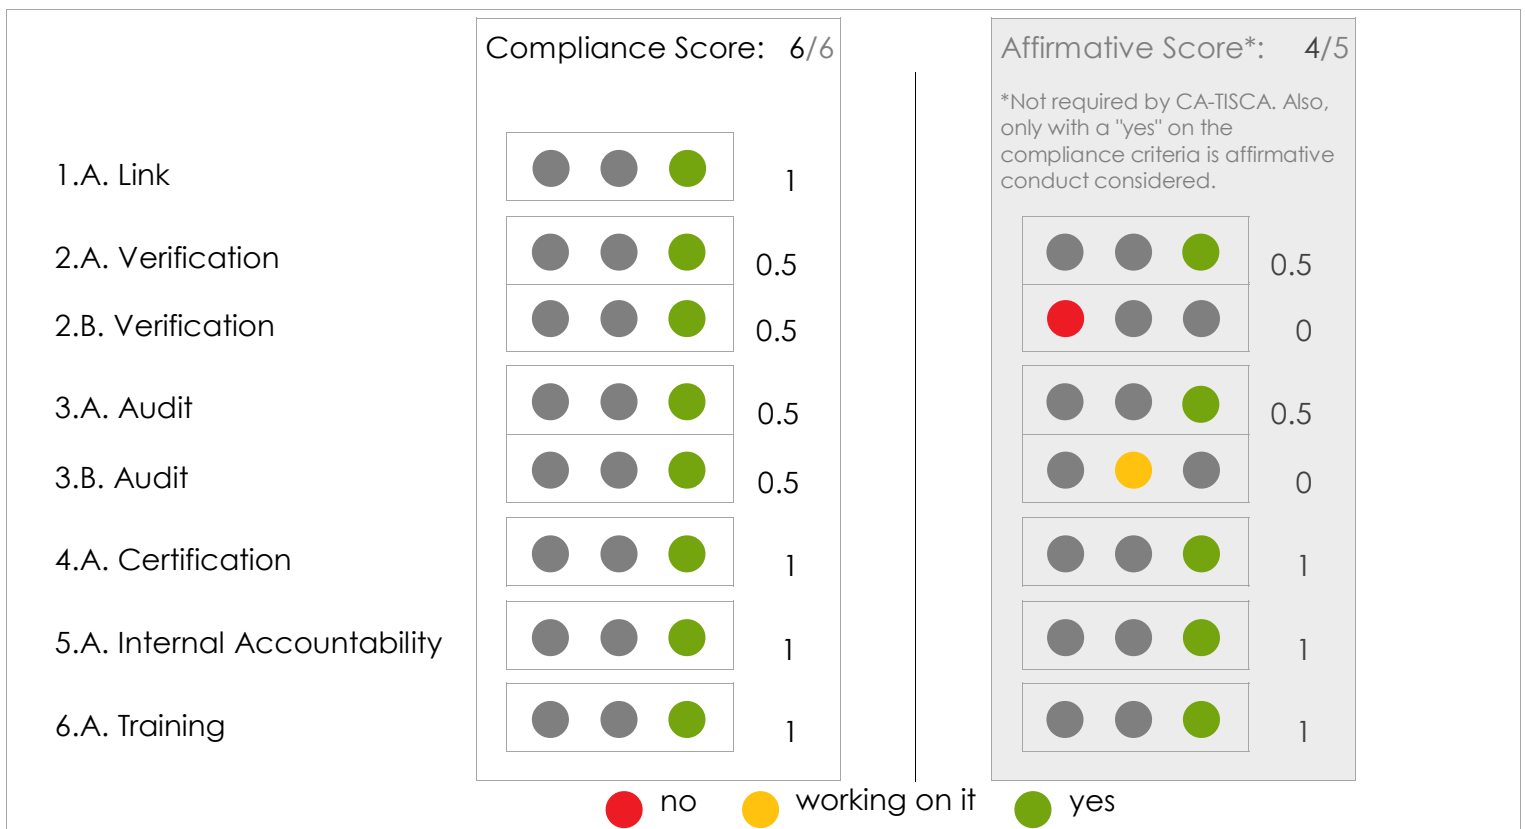 Compliance Score: 6/6
Affirmative Score*: 4/5
*Not required by CA-TISCA. Also,
only with a "yes" on the
compliance criteria is affirmative
conduct considered.
1.A. Link 1
2.A. Verification 0.5 0.5
2.B. Verification 0.5 0
3.A. Audit 0.5 0.5
3.B. Audit 0.5 0
4.A. Certification 1 1
5.A. Internal Accountability 1 1
6.A. Training 1 1
no working on it yes